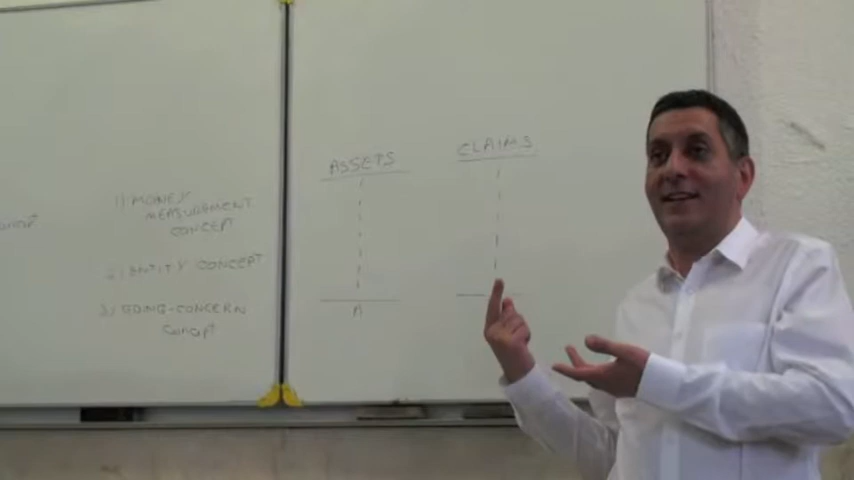 1) MONEY
MEASUREMENT
CONCEPT
2) ENTITY CONCEPT
3) GOING-CONCERN
CONCEPT
ASSETS
CLAIMS
A